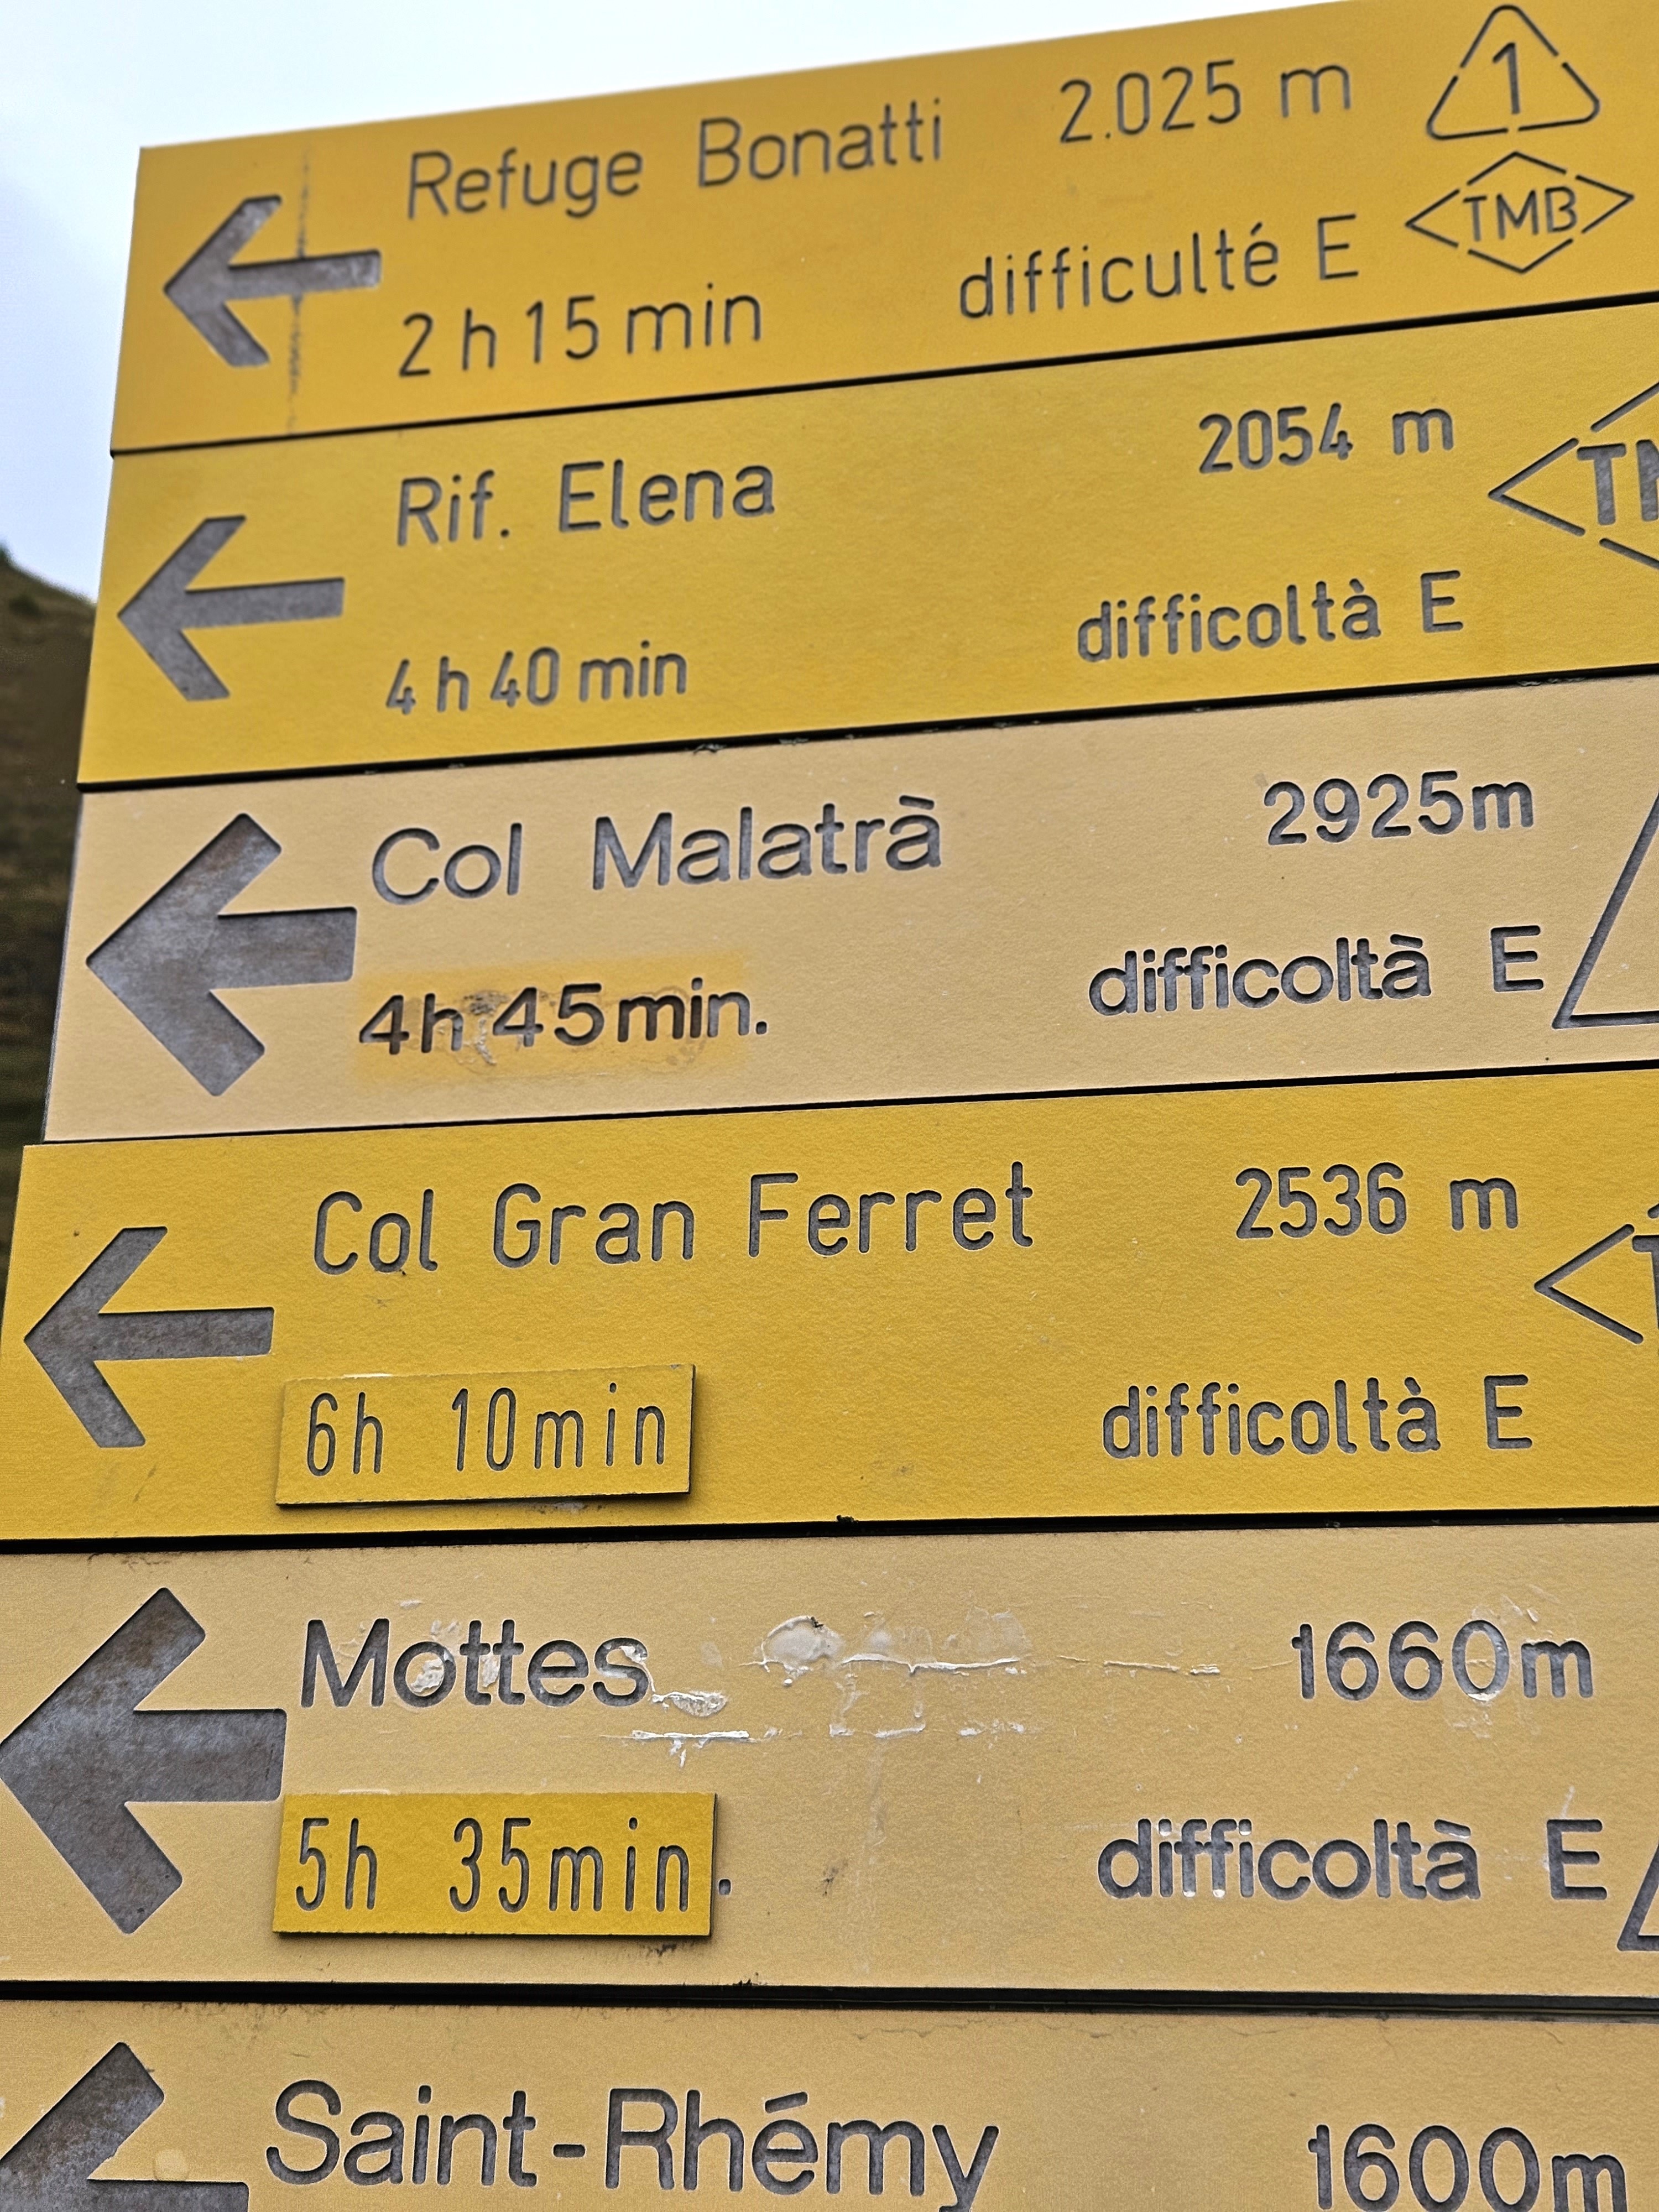 Refuge Bonatti 2.025 m 1
2 h 15 min difficulté E TMB
Rif. Elena 2054 m
4 h 40 min difficoltà E
Col Malatrà 2925m
4h 45min. difficoltà E
Col Gran Ferret 2536 m
6h 10min difficoltà E
Mottes 1660m
5h 35min. difficoltà E
Saint-Rhémy 1600m